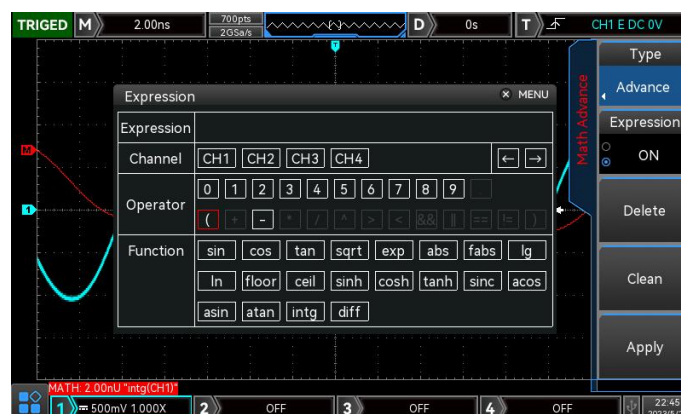 TRIGED M 2.00ns 700pts 2GSa/s D 0s T CH1 E DC 0V
T
Type
Advance
Math Advance
Expression
ON
Delete
Clean
Apply
Expression × MENU
Expression
Channel CH1 CH2 CH3 CH4 ← →
Operator 0 1 2 3 4 5 6 7 8 9 .
( + - * / ^ > < && || == != )
Function sin cos tan sqrt exp abs fabs lg
ln floor ceil sinh cosh tanh sinc acos
asin atan intg diff
M
1
MATH: 2.00nU "intg(CH1)"
1 500mV 1.000X 2 OFF 3 OFF 4 OFF 22:45